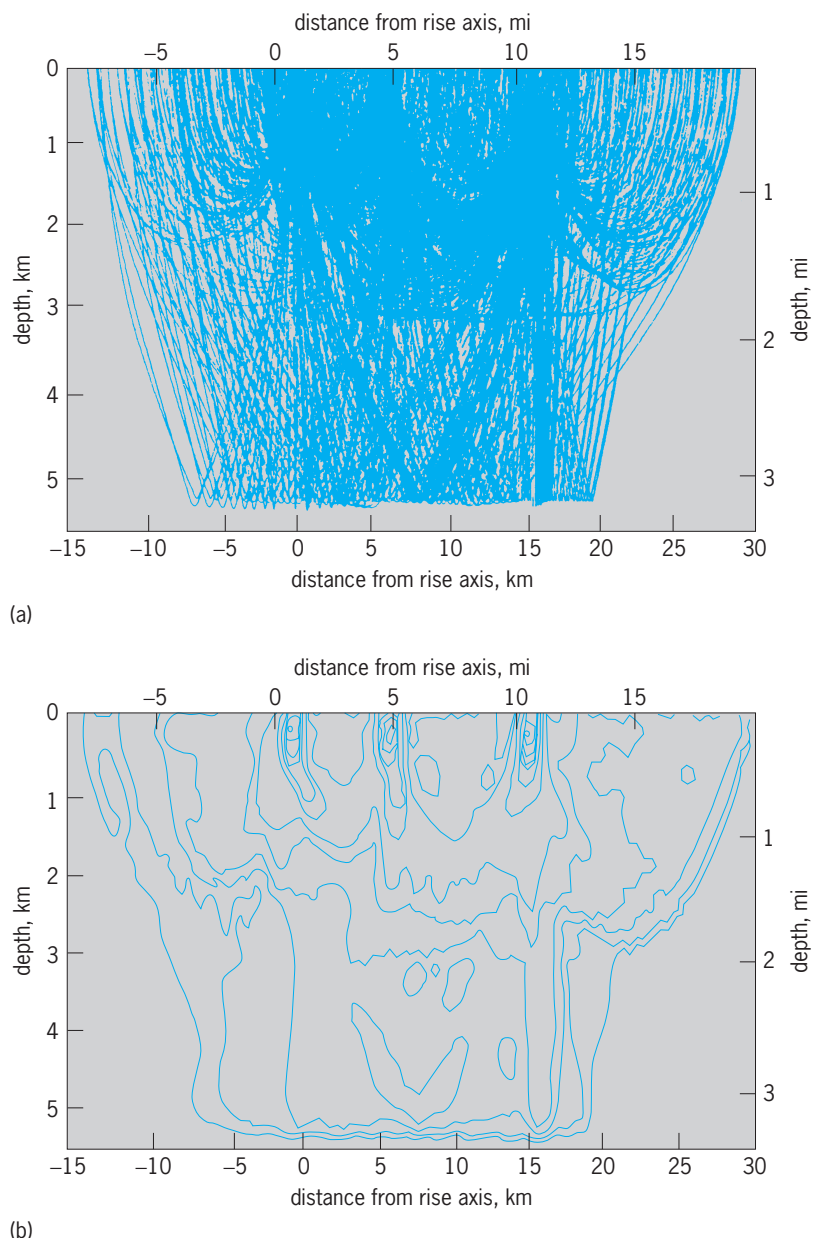 distance from rise axis, mi
−5 0 5 10 15
0
1
1
2
depth, km
3
depth, mi
2
4
5
3
−15 −10 −5 0 5 10 15 20 25 30
distance from rise axis, km
(a)
distance from rise axis, mi
−5 0 5 10 15
0
1
1
2
depth, km
3
depth, mi
2
4
3
5
−15 −10 −5 0 5 10 15 20 25 30
distance from rise axis, km
(b)